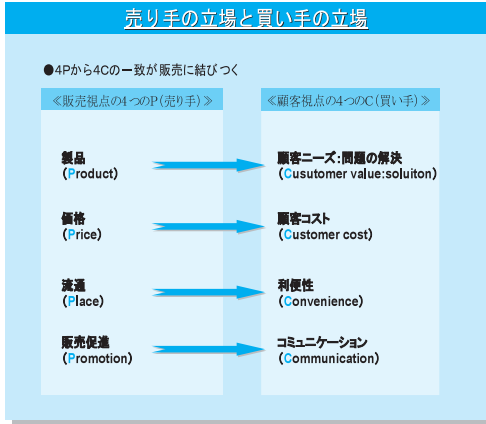 売り手の立場と買い手の立場
●4Pから4Cの一致が販売に結びつく
≪販売視点の4つのP(売り手)≫
≪顧客視点の4つのC(買い手)≫
製品
(Product)
顧客ニーズ:問題の解決
(Cusutomer value:soluiton)
価格
(Price)
顧客コスト
(Customer cost)
流通
(Place)
利便性
(Convenience)
販売促進
(Promotion)
コミュニケーション
(Communication)